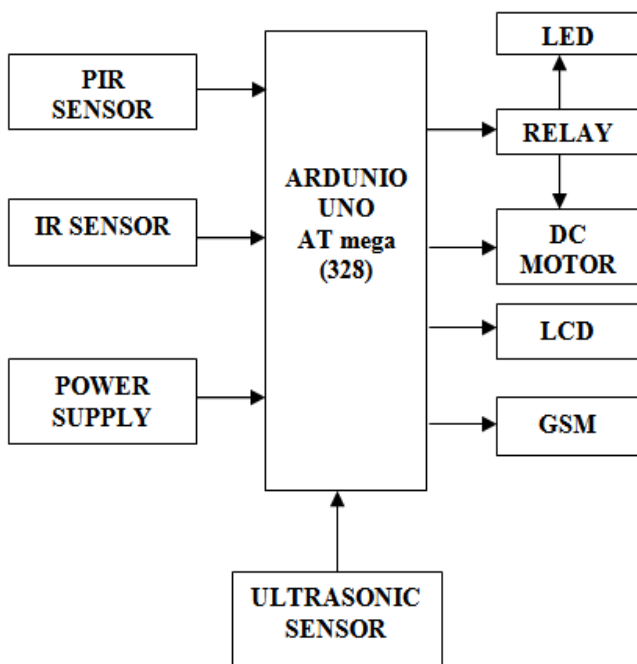 PIR
SENSOR
IR SENSOR
POWER
SUPPLY
ARDUNIO
UNO
AT mega
(328)
LED
RELAY
DC
MOTOR
LCD
GSM
ULTRASONIC
SENSOR